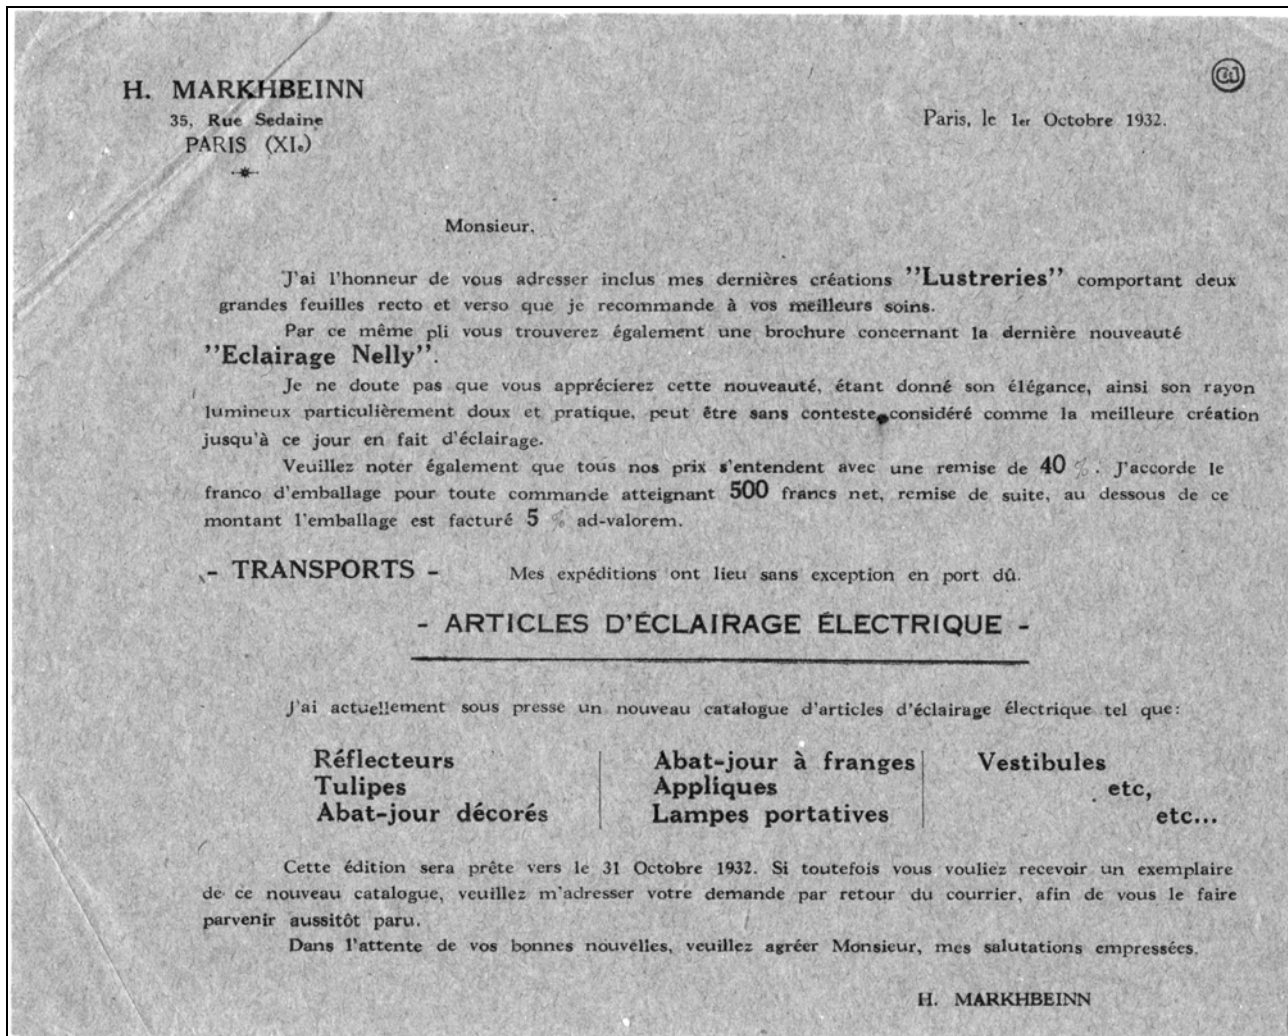 H. MARKHBEINN
35, Rue Sedaine
PARIS (XIe)
Paris, le 1er Octobre 1932.
Monsieur,
J'ai l'honneur de vous adresser inclus mes dernières créations "Lustreries" comportant deux
grandes feuilles recto et verso que je recommande à vos meilleurs soins.
Par ce même pli vous trouverez également une brochure concernant la dernière nouveauté
"Eclairage Nelly".
Je ne doute pas que vous apprécierez cette nouveauté, étant donné son élégance, ainsi son rayon
lumineux particulièrement doux et pratique, peut être sans conteste considéré comme la meilleure création
jusqu'à ce jour en fait d'éclairage.
Veuillez noter également que tous nos prix s'entendent avec une remise de 40 %. J'accorde le
franco d'emballage pour toute commande atteignant 500 francs net, remise de suite, au dessous de ce
montant l'emballage est facturé 5 % ad-valorem.
- TRANSPORTS - Mes expéditions ont lieu sans exception en port dû.
- ARTICLES D'ÉCLAIRAGE ÉLECTRIQUE -
J'ai actuellement sous presse un nouveau catalogue d'articles d'éclairage électrique tel que:
Réflecteurs
Tulipes
Abat-jour décorés
Abat-jour à franges
Appliques
Lampes portatives
Vestibules
etc,
etc...
Cette édition sera prête vers le 31 Octobre 1932. Si toutefois vous vouliez recevoir un exemplaire
de ce nouveau catalogue, veuillez m'adresser votre demande par retour du courrier, afin de vous le faire
parvenir aussitôt paru.
Dans l'attente de vos bonnes nouvelles, veuillez agréer Monsieur, mes salutations empressées.
H. MARKHBEINN